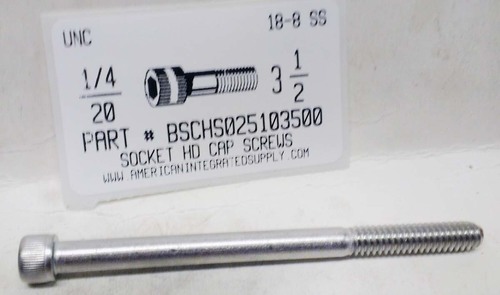 UNC 18-8 SS
1/4 20 3 1/2
PART # BSCHS025103500
SOCKET HD CAP SCREWS
WWW.AMERICANINTEGRATEDSUPPLY.COM